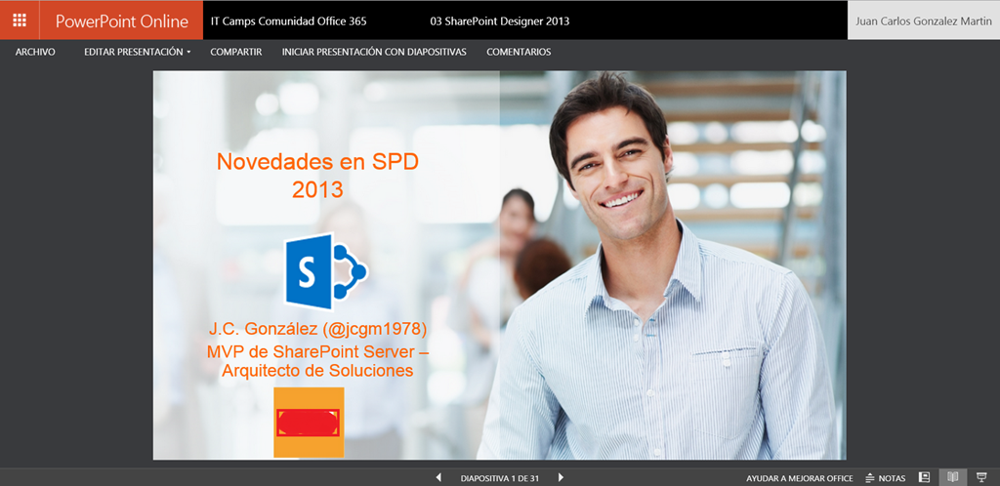 PowerPoint Online
IT Camps Comunidad Office 365
03 SharePoint Designer 2013
Juan Carlos Gonzalez Martin
ARCHIVO
EDITAR PRESENTACIÓN
COMPARTIR
INICIAR PRESENTACIÓN CON DIAPOSITIVAS
COMENTARIOS
Novedades en SPD
2013
S
J.C. González (@jcgm1978)
MVP de SharePoint Server –
Arquitecto de Soluciones
DIAPOSITIVA 1 DE 31
AYUDAR A MEJORAR OFFICE
NOTAS